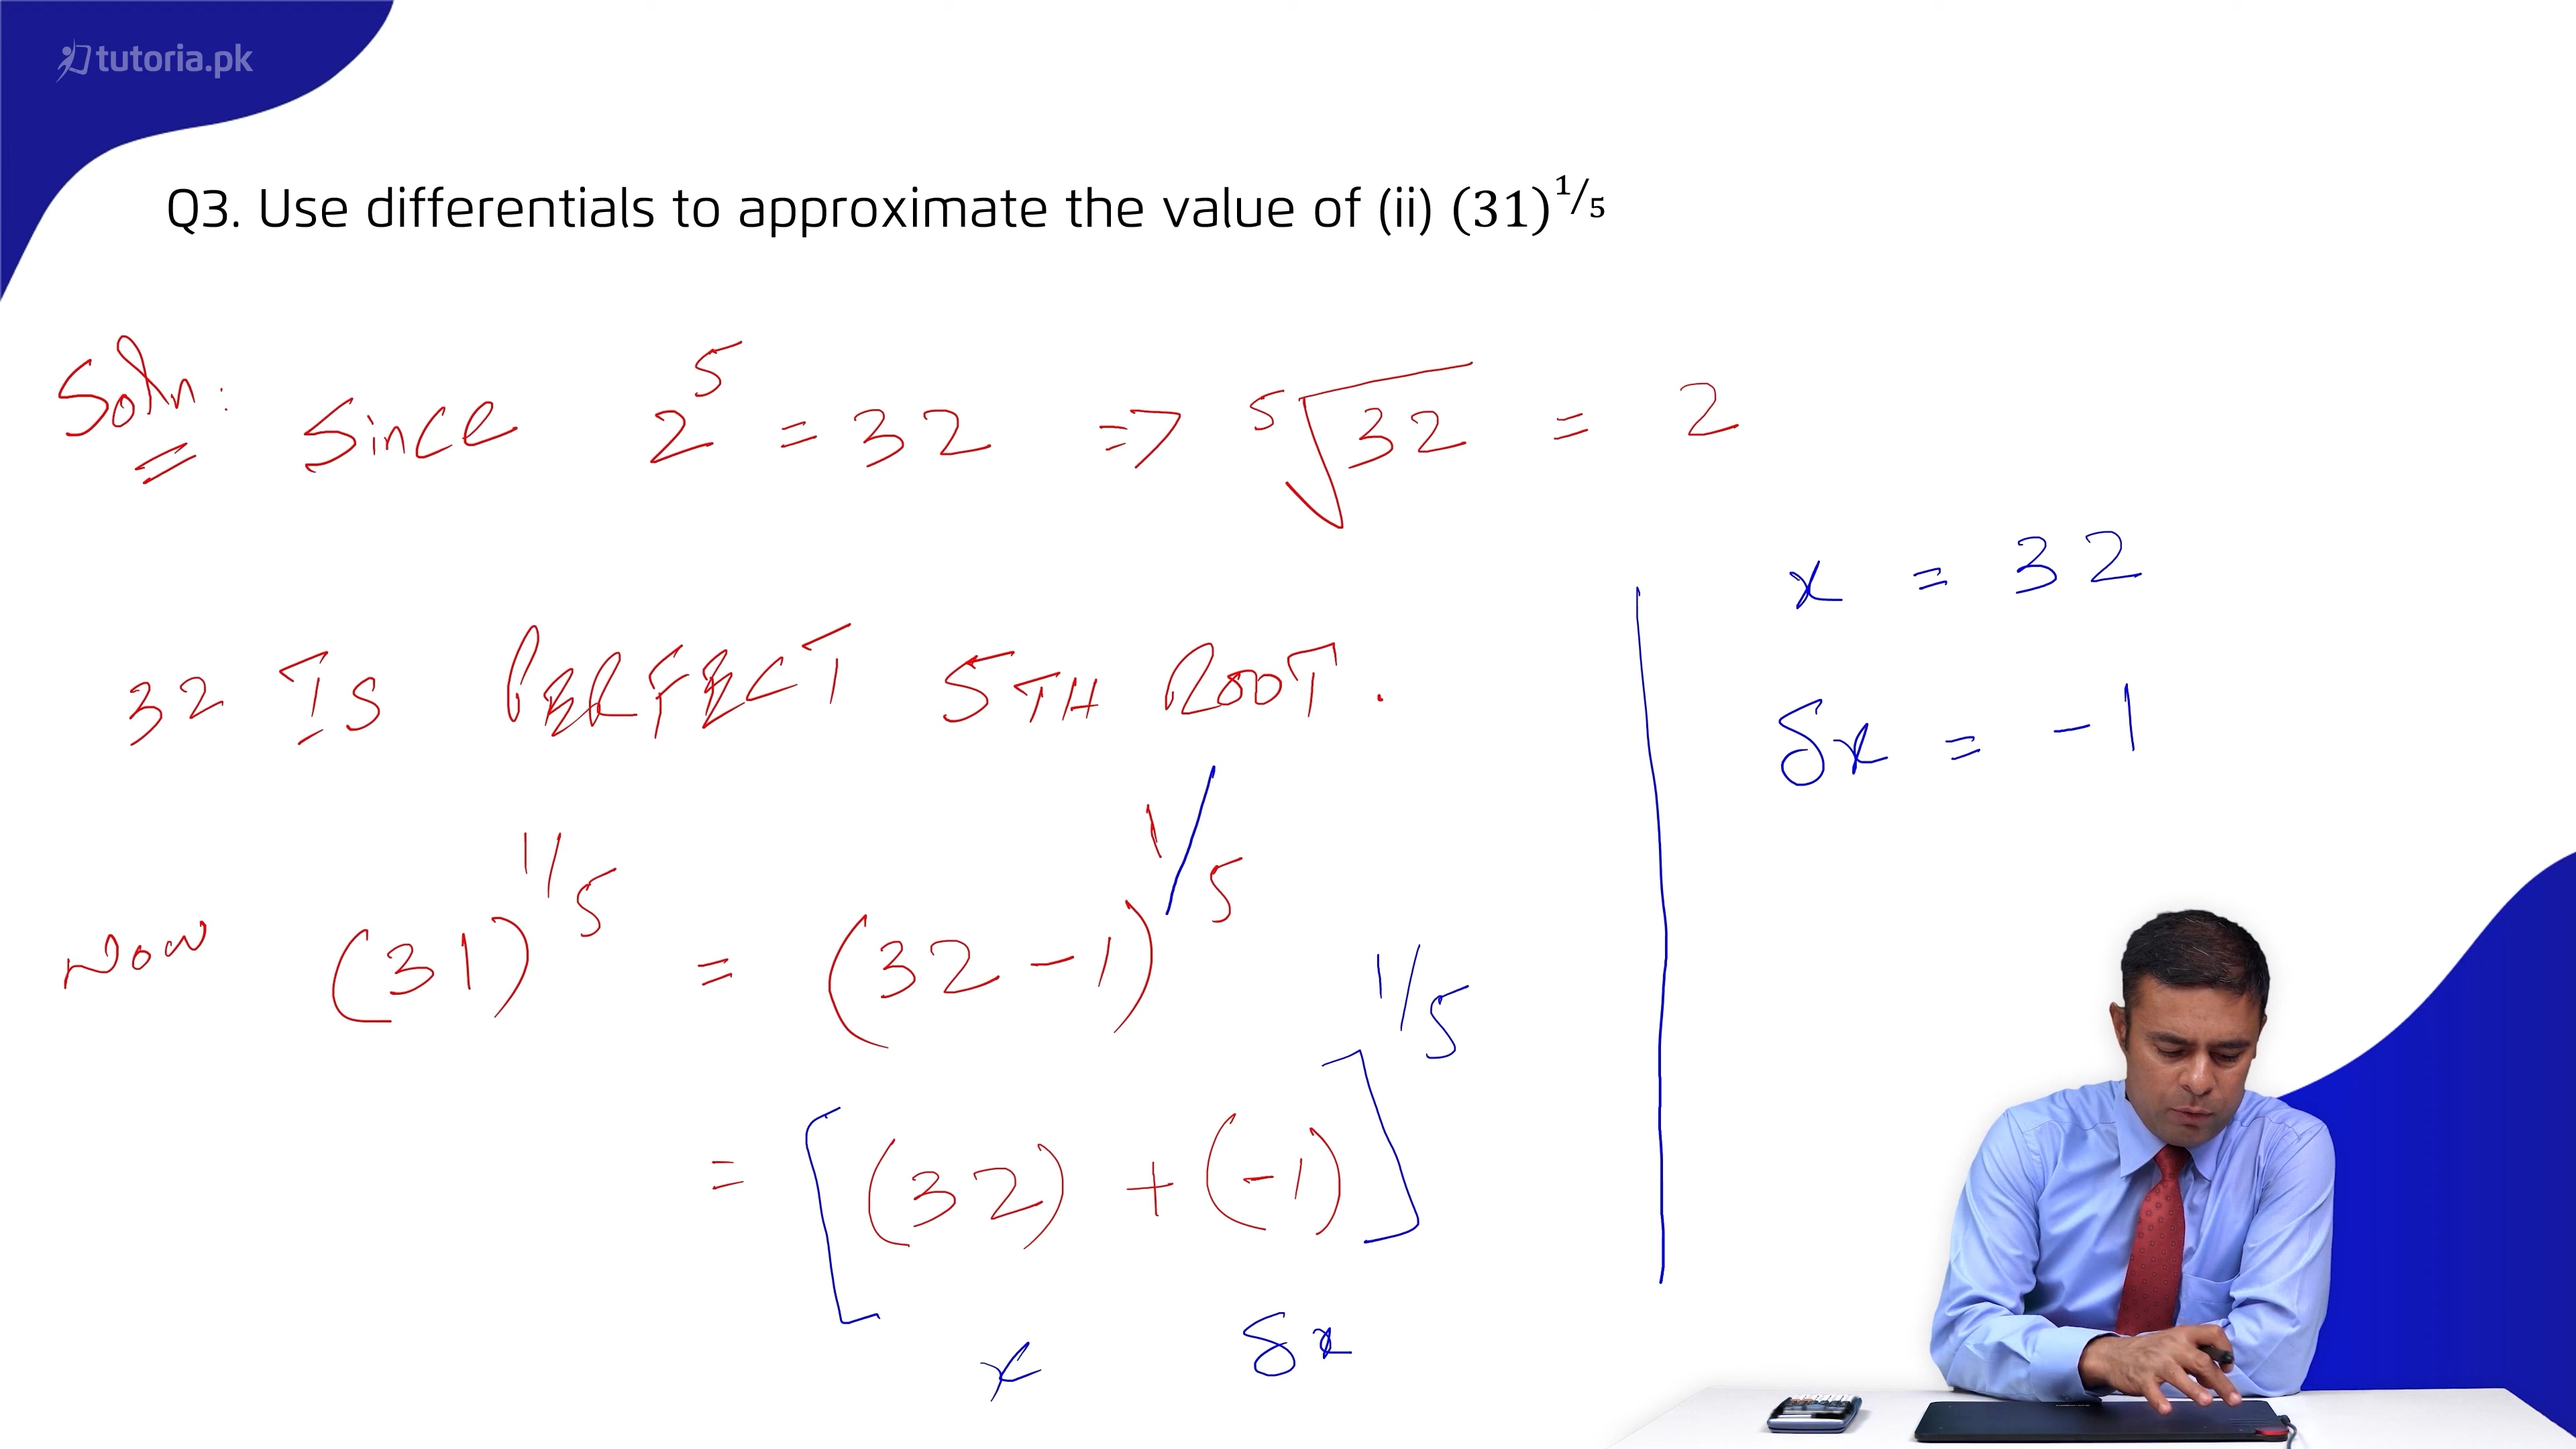 tutoria.pk
Q3. Use differentials to approximate the value of (ii) (31)^1/5
Soln: Since 2^5 = 32 => 5√32 = 2
32 IS PERFECT 5TH ROOT.
Now (31)^1/5 = (32 - 1)^1/5
= [(32) + (-1)]^1/5
x δx
x = 32
δx = -1